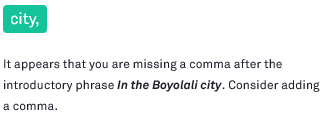 city,
It appears that you are missing a comma after the
introductory phrase In the Boyolali city. Consider adding
a comma.